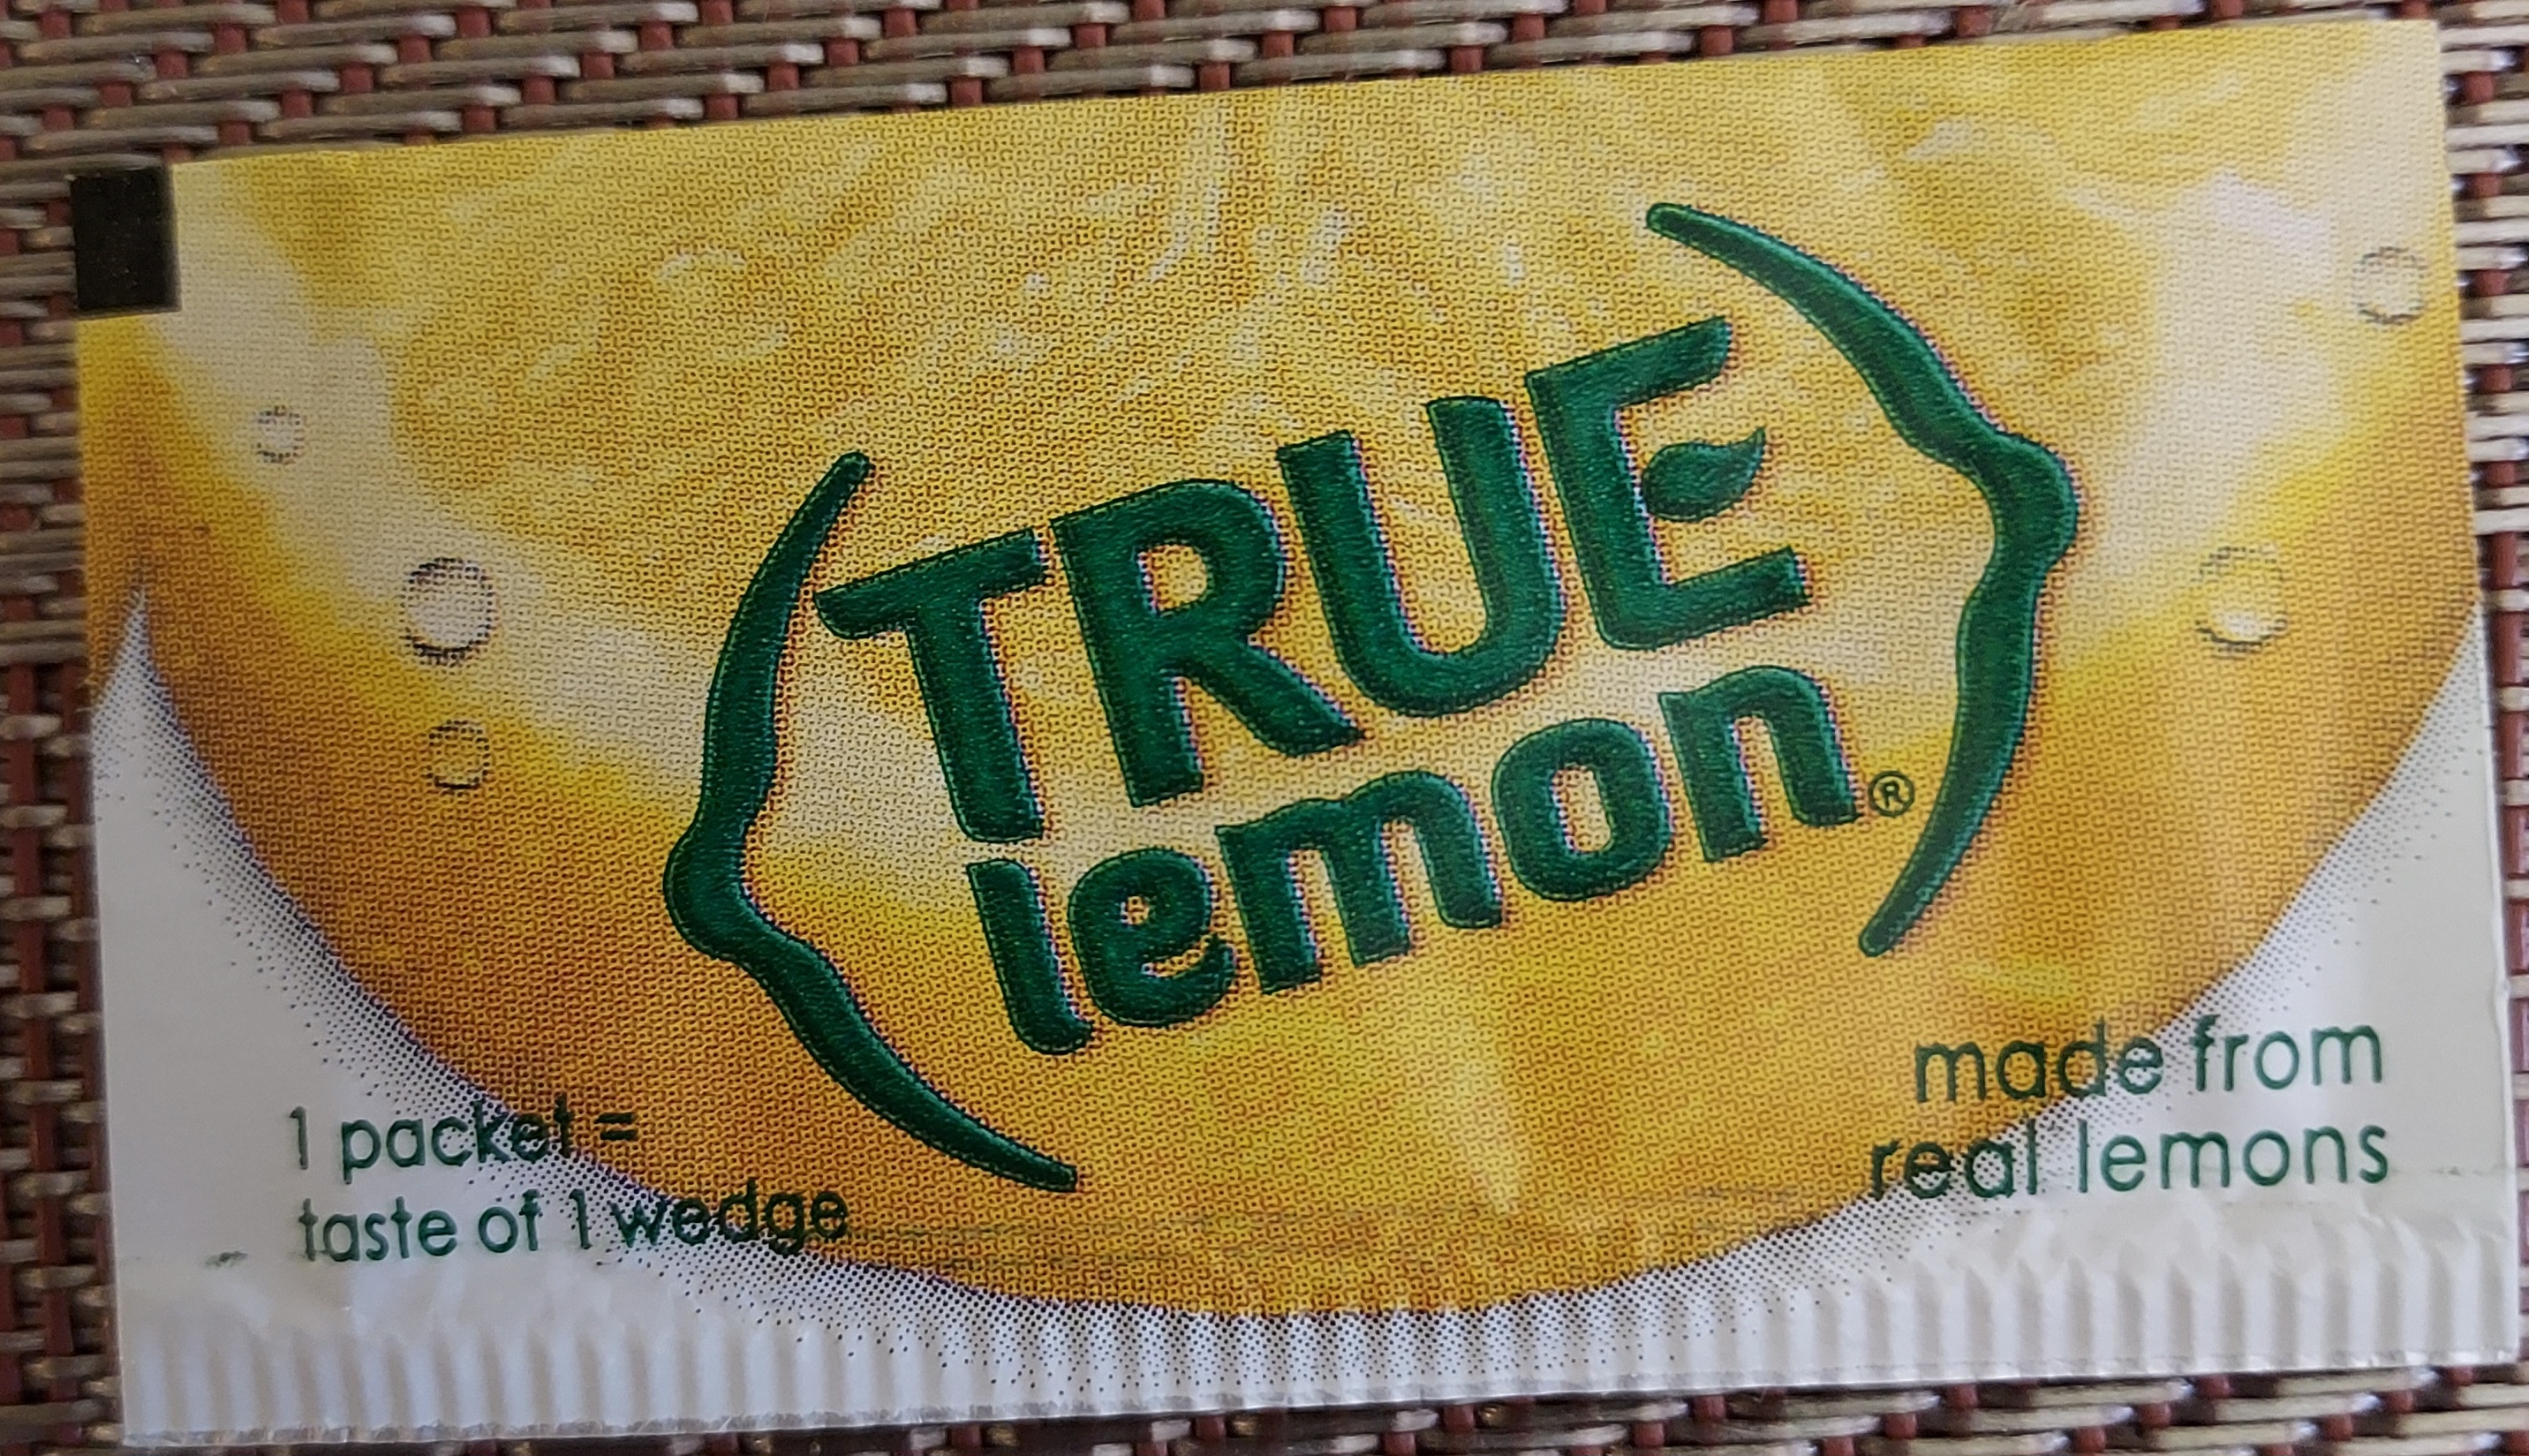 TRUE
lemon®
1 packet =
taste of 1 wedge
made from
real lemons